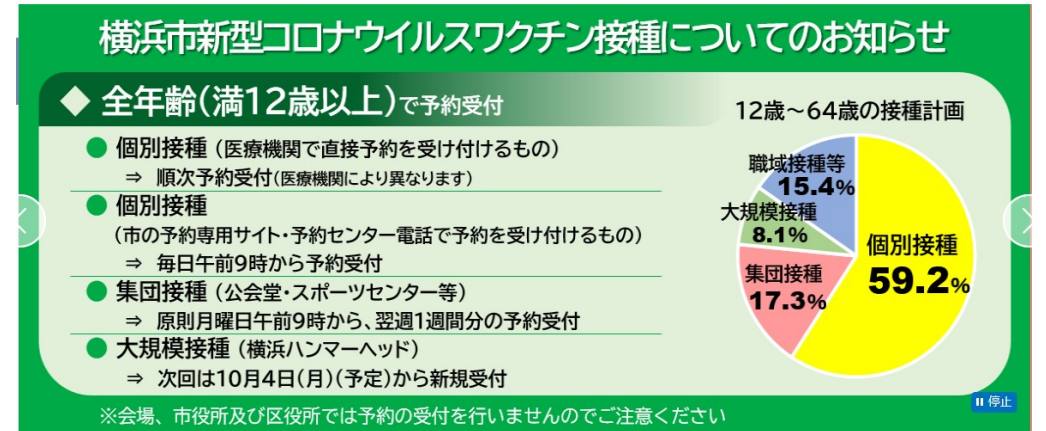 横浜市新型コロナウイルスワクチン接種についてのお知らせ
◆ 全年齢(満12歳以上)で予約受付
● 個別接種(医療機関で直接予約を受け付けるもの)
⇒ 順次予約受付(医療機関により異なります)
● 個別接種
(市の予約専用サイト・予約センター電話で予約を受け付けるもの)
⇒ 毎日午前9時から予約受付
● 集団接種(公会堂・スポーツセンター等)
⇒ 原則月曜日午前9時から、翌週1週間分の予約受付
● 大規模接種(横浜ハンマーヘッド)
⇒ 次回は10月4日(月)(予定)から新規受付
12歳～64歳の接種計画
職域接種等
15.4%
大規模接種
8.1%
集団接種
17.3%
個別接種
59.2%
※会場、市役所及び区役所では予約の受付を行いませんのでご注意ください
停止